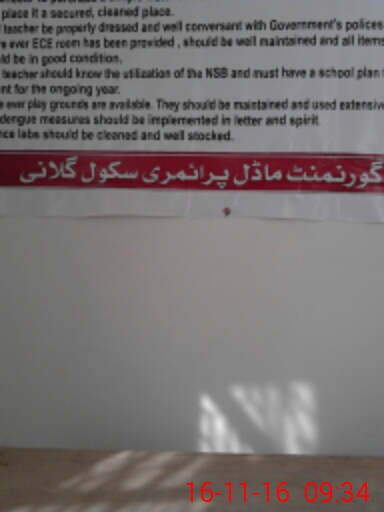 place it a secured, cleaned place.
teacher be properly dressed and well conversant with Government's polices
ever ECE room has been provided , should be well maintained and all items
ld be in good condition.
teacher should know the utilization of the NSB and must have a school plan
nt for the ongoing year.
e ever play grounds are available. They should be maintained and used extensiv
dengue measures should be implemented in letter and spirit.
nce labs should be cleaned and well stocked.
گورنمنٹ ماڈل پرائمری سکول گلانی
16-11-16 09:34